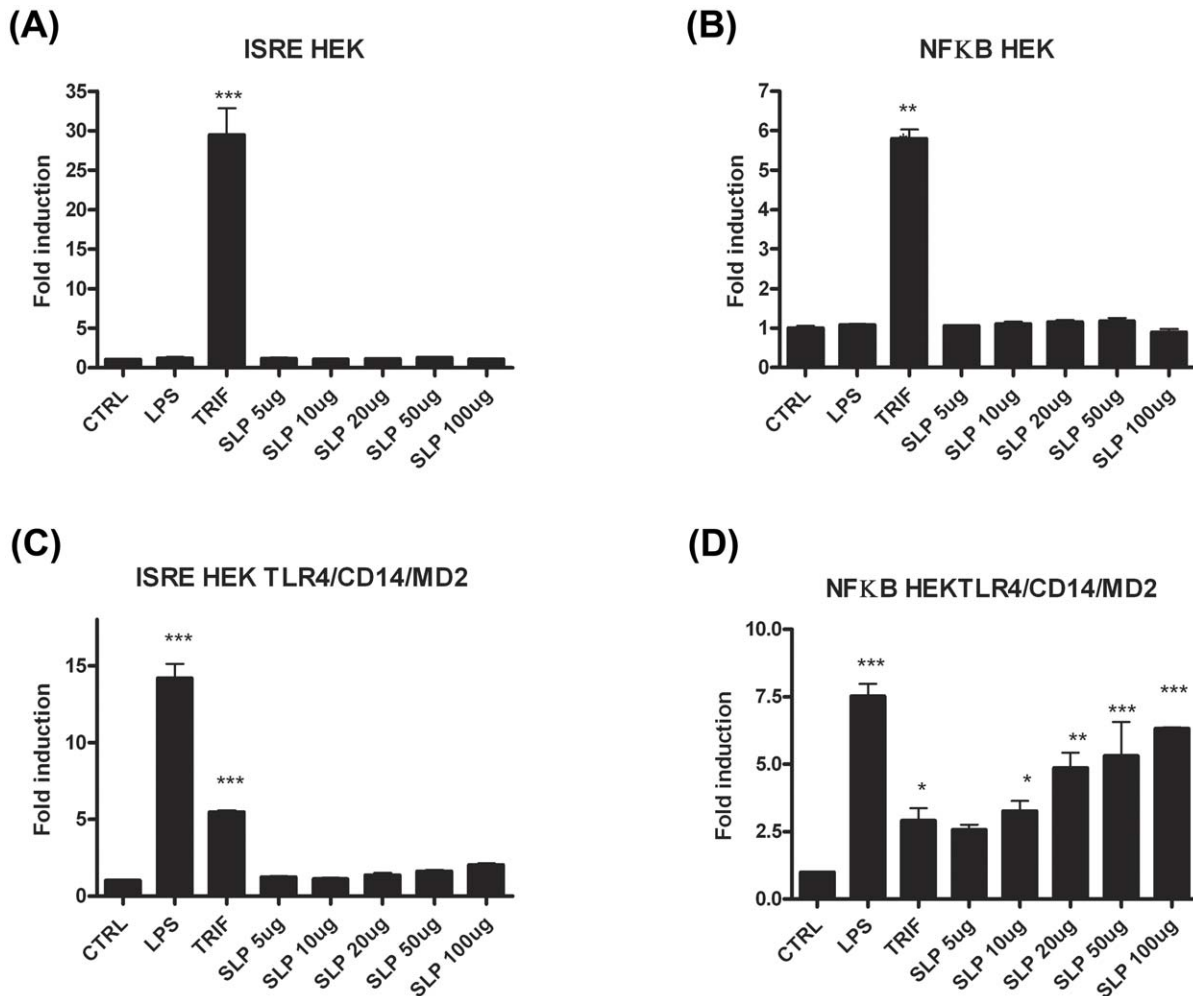 (A)
ISRE HEK
Fold induction
35
30
25
20
15
10
5
0
***
CTRL
LPS
TRIF
SLP 5ug
SLP 10ug
SLP 20ug
SLP 50ug
SLP 100ug
(B)
NFκB HEK
Fold induction
7
6
5
4
3
2
1
0
**
CTRL
LPS
TRIF
SLP 5ug
SLP 10ug
SLP 20ug
SLP 50ug
SLP 100ug
(C)
ISRE HEK TLR4/CD14/MD2
Fold induction
15
10
5
0
***
***
CTRL
LPS
TRIF
SLP 5ug
SLP 10ug
SLP 20ug
SLP 50ug
SLP 100ug
(D)
NFκB HEKTLR4/CD14/MD2
Fold induction
10.0
7.5
5.0
2.5
0.0
***
*
*
**
***
***
CTRL
LPS
TRIF
SLP 5ug
SLP 10ug
SLP 20ug
SLP 50ug
SLP 100ug